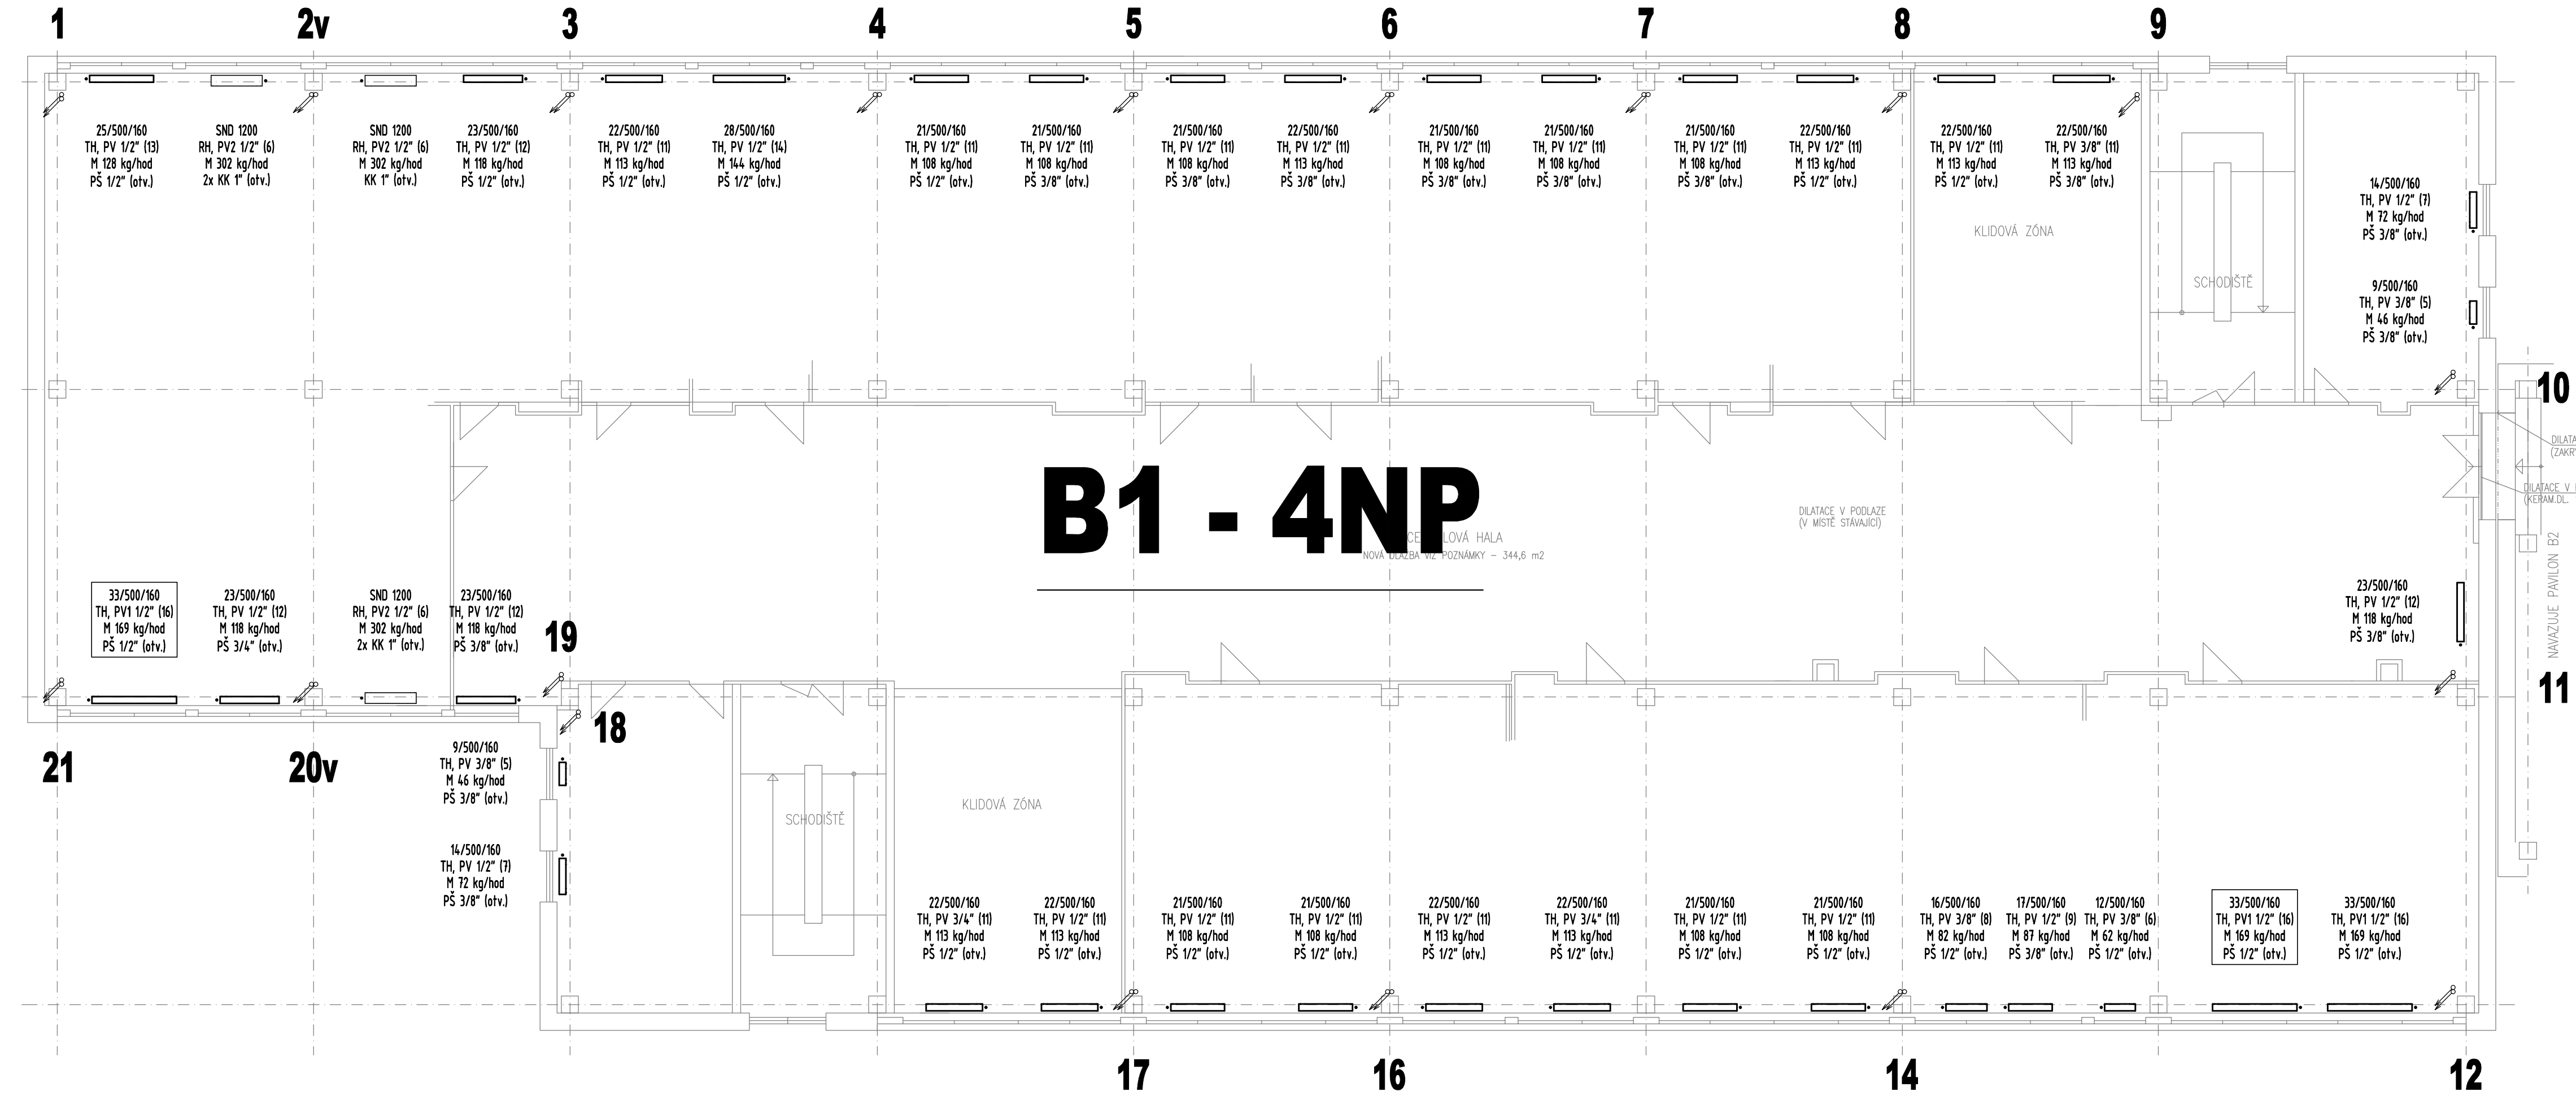 1
2v
3
4
5
6
7
8
9
25/500/160
TH, PV 1/2" (13)
M 128 kg/hod
PŠ 1/2" (otv.)
SND 1200
RH, PV2 1/2" (6)
M 302 kg/hod
2x KK 1" (otv.)
SND 1200
RH, PV2 1/2" (6)
M 302 kg/hod
KK 1" (otv.)
23/500/160
TH, PV 1/2" (12)
M 118 kg/hod
PŠ 1/2" (otv.)
22/500/160
TH, PV 1/2" (11)
M 113 kg/hod
PŠ 1/2" (otv.)
28/500/160
TH, PV 1/2" (14)
M 144 kg/hod
PŠ 1/2" (otv.)
21/500/160
TH, PV 1/2" (11)
M 108 kg/hod
PŠ 1/2" (otv.)
21/500/160
TH, PV 1/2" (11)
M 108 kg/hod
PŠ 3/8" (otv.)
21/500/160
TH, PV 1/2" (11)
M 108 kg/hod
PŠ 3/8" (otv.)
22/500/160
TH, PV 1/2" (11)
M 113 kg/hod
PŠ 3/8" (otv.)
21/500/160
TH, PV 1/2" (11)
M 108 kg/hod
PŠ 3/8" (otv.)
21/500/160
TH, PV 1/2" (11)
M 108 kg/hod
PŠ 3/8" (otv.)
21/500/160
TH, PV 1/2" (11)
M 108 kg/hod
PŠ 3/8" (otv.)
22/500/160
TH, PV 1/2" (11)
M 113 kg/hod
PŠ 1/2" (otv.)
22/500/160
TH, PV 1/2" (11)
M 113 kg/hod
PŠ 1/2" (otv.)
22/500/160
TH, PV 3/8" (11)
M 113 kg/hod
PŠ 3/8" (otv.)
14/500/160
TH, PV 1/2" (7)
M 72 kg/hod
PŠ 3/8" (otv.)
KLIDOVÁ ZÓNA
SCHODIŠTĚ
9/500/160
TH, PV 3/8" (5)
M 46 kg/hod
PŠ 3/8" (otv.)
10
DILATA
(ZAKR
DILATACE V
(KERAM.DL.
B1 - 4NP
DILATACE V PODLAZE
(V MÍSTĚ STÁVAJÍCÍ)
LOVÁ HALA
NOVÁ DLAŽBA VIZ POZNÁMKY - 344,6 m2
NAVAZUJE PAVILON B2
33/500/160
TH, PV1 1/2" (16)
M 169 kg/hod
PŠ 1/2" (otv.)
23/500/160
TH, PV 1/2" (12)
M 118 kg/hod
PŠ 3/4" (otv.)
SND 1200
RH, PV2 1/2" (6)
M 302 kg/hod
2x KK 1" (otv.)
23/500/160
TH, PV 1/2" (12)
M 118 kg/hod
PŠ 3/8" (otv.)
19
23/500/160
TH, PV 1/2" (12)
M 118 kg/hod
PŠ 3/8" (otv.)
11
18
21
20v
9/500/160
TH, PV 3/8" (5)
M 46 kg/hod
PŠ 3/8" (otv.)
14/500/160
TH, PV 1/2" (7)
M 72 kg/hod
PŠ 3/8" (otv.)
SCHODIŠTĚ
KLIDOVÁ ZÓNA
22/500/160
TH, PV 3/4" (11)
M 113 kg/hod
PŠ 1/2" (otv.)
22/500/160
TH, PV 1/2" (11)
M 113 kg/hod
PŠ 1/2" (otv.)
21/500/160
TH, PV 1/2" (11)
M 108 kg/hod
PŠ 1/2" (otv.)
21/500/160
TH, PV 1/2" (11)
M 108 kg/hod
PŠ 1/2" (otv.)
22/500/160
TH, PV 1/2" (11)
M 113 kg/hod
PŠ 1/2" (otv.)
22/500/160
TH, PV 3/4" (11)
M 113 kg/hod
PŠ 1/2" (otv.)
21/500/160
TH, PV 1/2" (11)
M 108 kg/hod
PŠ 1/2" (otv.)
21/500/160
TH, PV 1/2" (11)
M 108 kg/hod
PŠ 1/2" (otv.)
16/500/160
TH, PV 3/8" (8)
M 82 kg/hod
PŠ 1/2" (otv.)
17/500/160
TH, PV 1/2" (9)
M 87 kg/hod
PŠ 3/8" (otv.)
12/500/160
TH, PV 3/8" (6)
M 62 kg/hod
PŠ 1/2" (otv.)
33/500/160
TH, PV1 1/2" (16)
M 169 kg/hod
PŠ 1/2" (otv.)
33/500/160
TH, PV1 1/2" (16)
M 169 kg/hod
PŠ 1/2" (otv.)
17
16
14
12